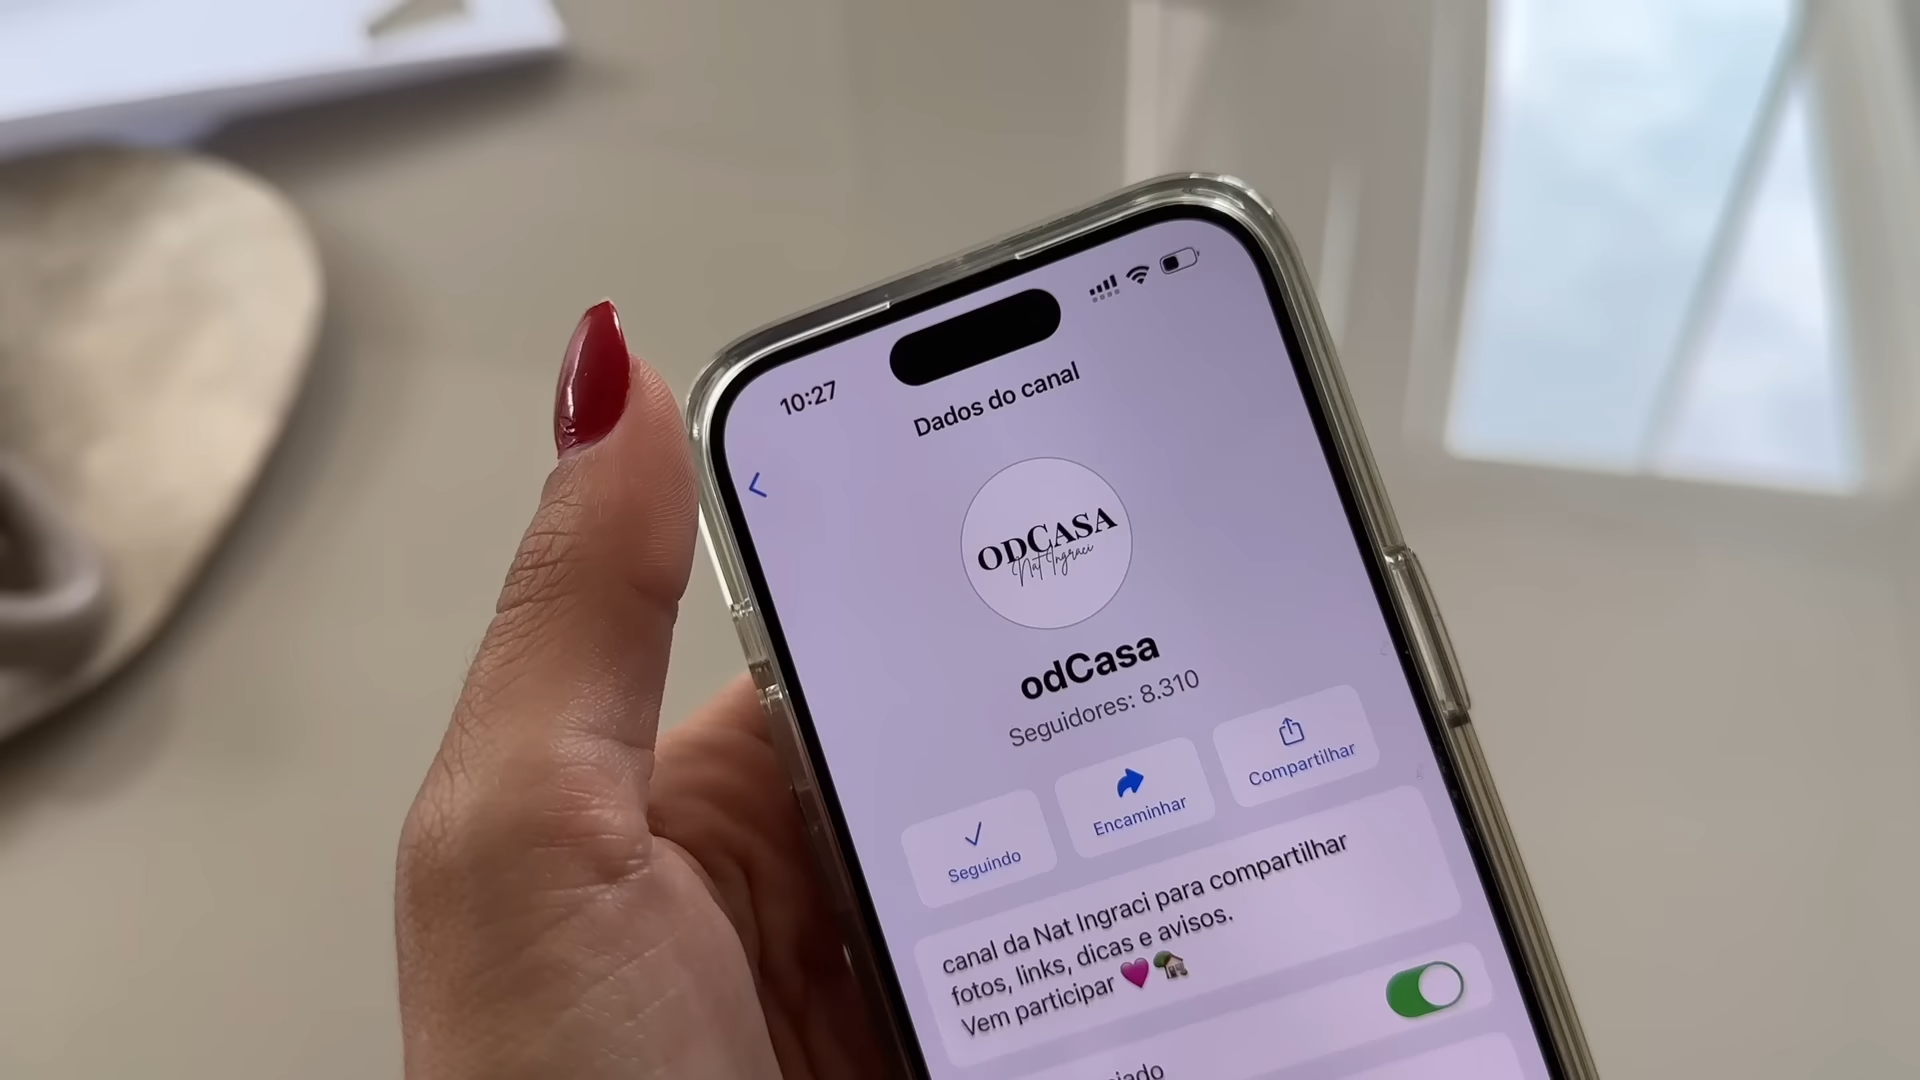 10:27
Dados do canal
ODCASA
Nat Ingraci
odCasa
Seguidores: 8.310
Seguindo
Encaminhar
Compartilhar
canal da Nat Ingraci para compartilhar
fotos, links, dicas e avisos.
Vem participar 💜🏡